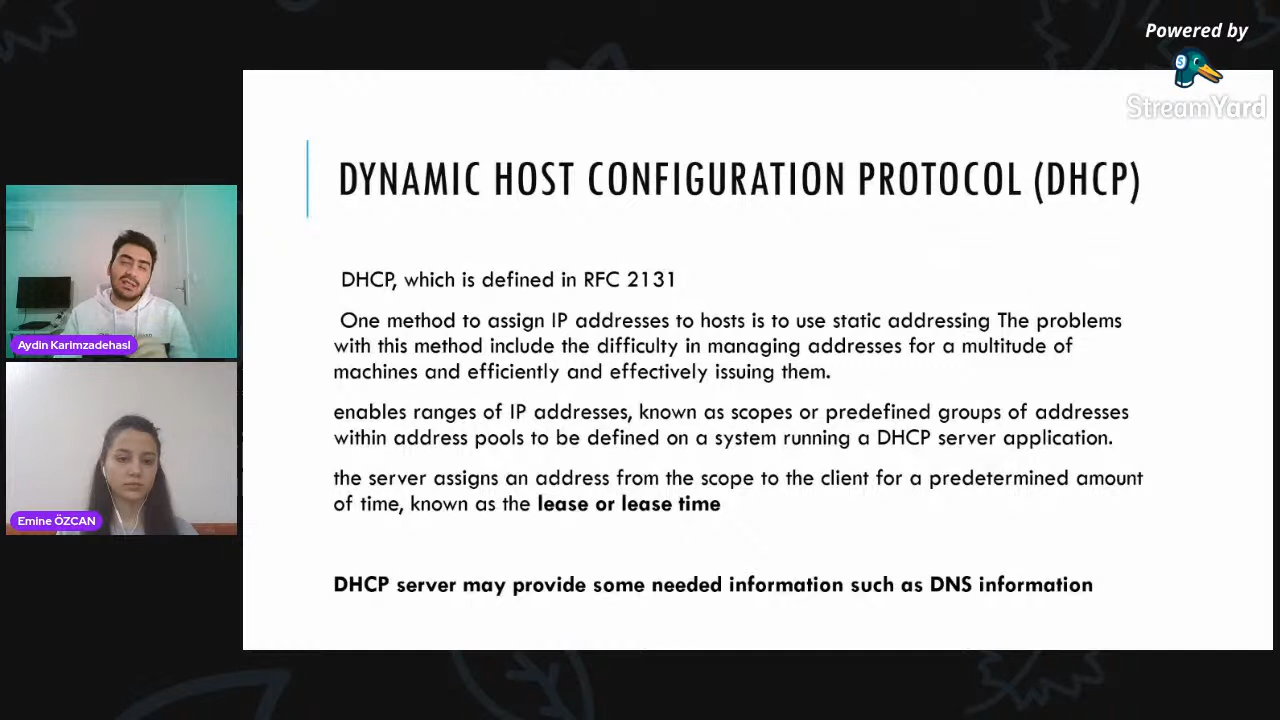 Powered by
StreamYard
DYNAMIC HOST CONFIGURATION PROTOCOL (DHCP)
DHCP, which is defined in RFC 2131
One method to assign IP addresses to hosts is to use static addressing The problems
with this method include the difficulty in managing addresses for a multitude of
machines and efficiently and effectively issuing them.
enables ranges of IP addresses, known as scopes or predefined groups of addresses
within address pools to be defined on a system running a DHCP server application.
the server assigns an address from the scope to the client for a predetermined amount
of time, known as the lease or lease time
DHCP server may provide some needed information such as DNS information
Aydin Karimzadehasl
Emine ÖZCAN